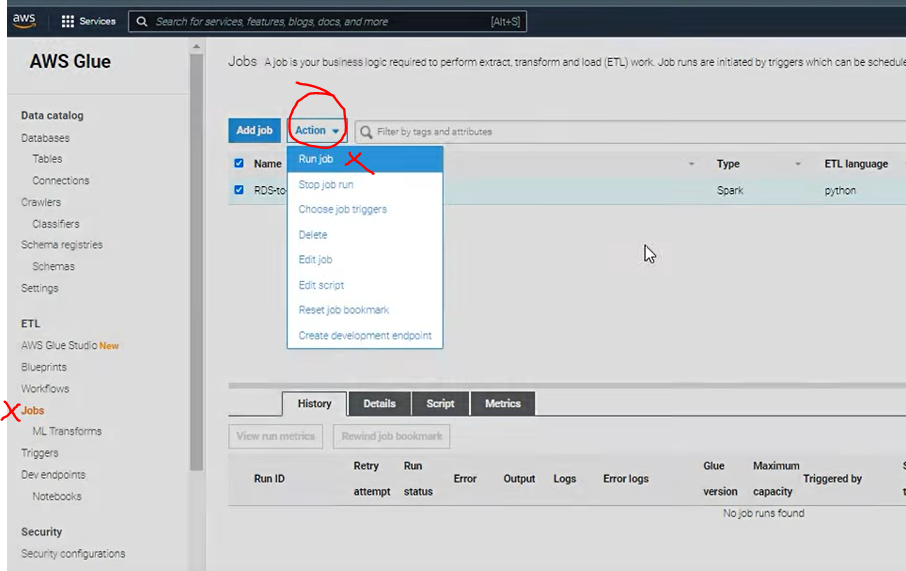 aws Services Search for services, features, blogs, docs, and more [Alt+S]
AWS Glue
Data catalog
Databases
Tables
Connections
Crawlers
Classifiers
Schema registries
Schemas
Settings
ETL
AWS Glue Studio New
Blueprints
Workflows
Jobs
ML Transforms
Triggers
Dev endpoints
Notebooks
Security
Security configurations
Jobs A job is your business logic required to perform extract, transform and load (ETL) work. Job runs are initiated by triggers which can be schedule
Add job Action Filter by tags and attributes
Name Type ETL language
RDS-to- Spark python
Run job
Stop job run
Choose job triggers
Delete
Edit job
Edit script
Reset job bookmark
Create development endpoint
History Details Script Metrics
View run metrics Rewind job bookmark
Run ID Retry attempt Run status Error Output Logs Error logs Glue version Maximum capacity Triggered by
No job runs found